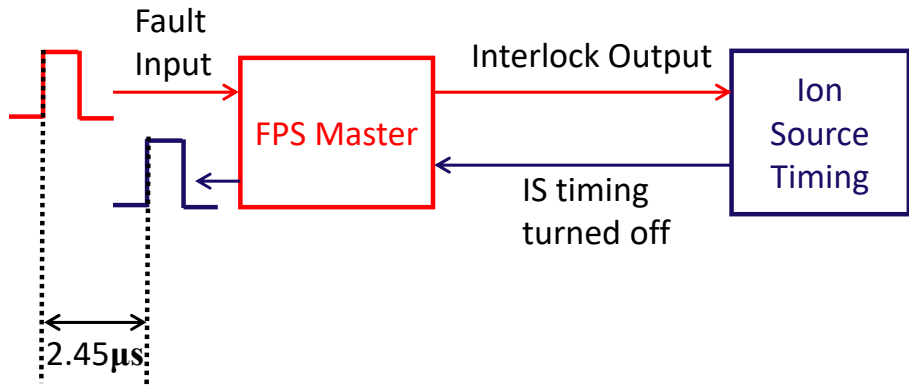 Fault
Input
Interlock Output
FPS Master
Ion
Source
Timing
IS timing
turned off
2.45μs